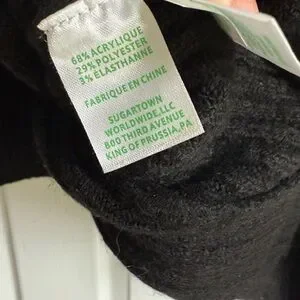 68% ACRYLIQUE
29% POLYESTER
3% ELASTHANNE
FABRIQUE EN CHINE
SUGARTOWN
WORLDWIDE, LLC
800 THIRD AVENUE
KING OF PRUSSIA, PA